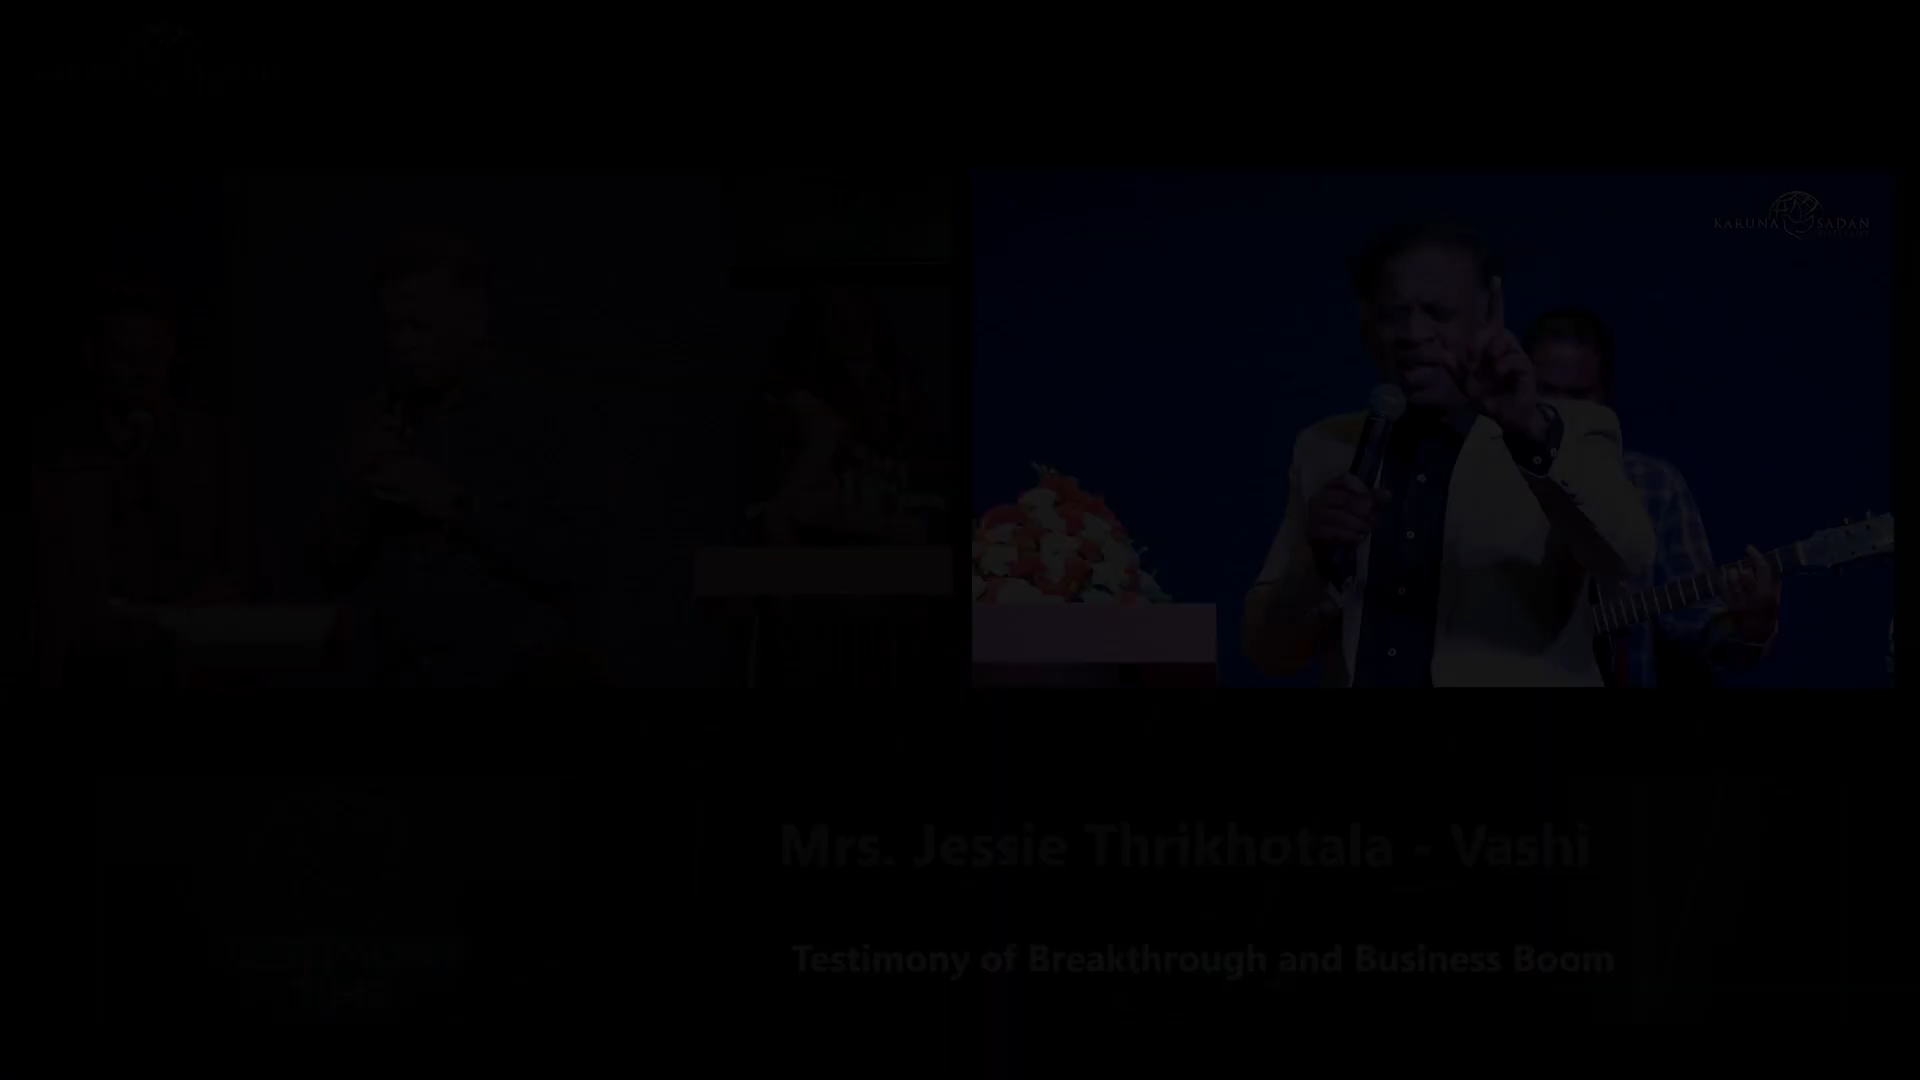 KARUNA SADAN
Mrs. Jessie Thrikhotala - Vashi
Testimony of Breakthrough and Business Boom